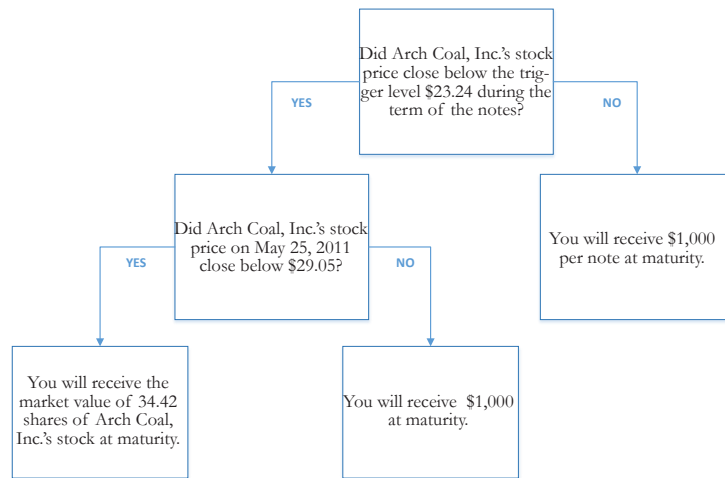 Did Arch Coal, Inc.'s stock
price close below the trig-
ger level $23.24 during the
term of the notes?
YES
NO
Did Arch Coal, Inc.'s stock
price on May 25, 2011
close below $29.05?
You will receive $1,000
per note at maturity.
YES
NO
You will receive the
market value of 34.42
shares of Arch Coal,
Inc.'s stock at maturity.
You will receive $1,000
at maturity.